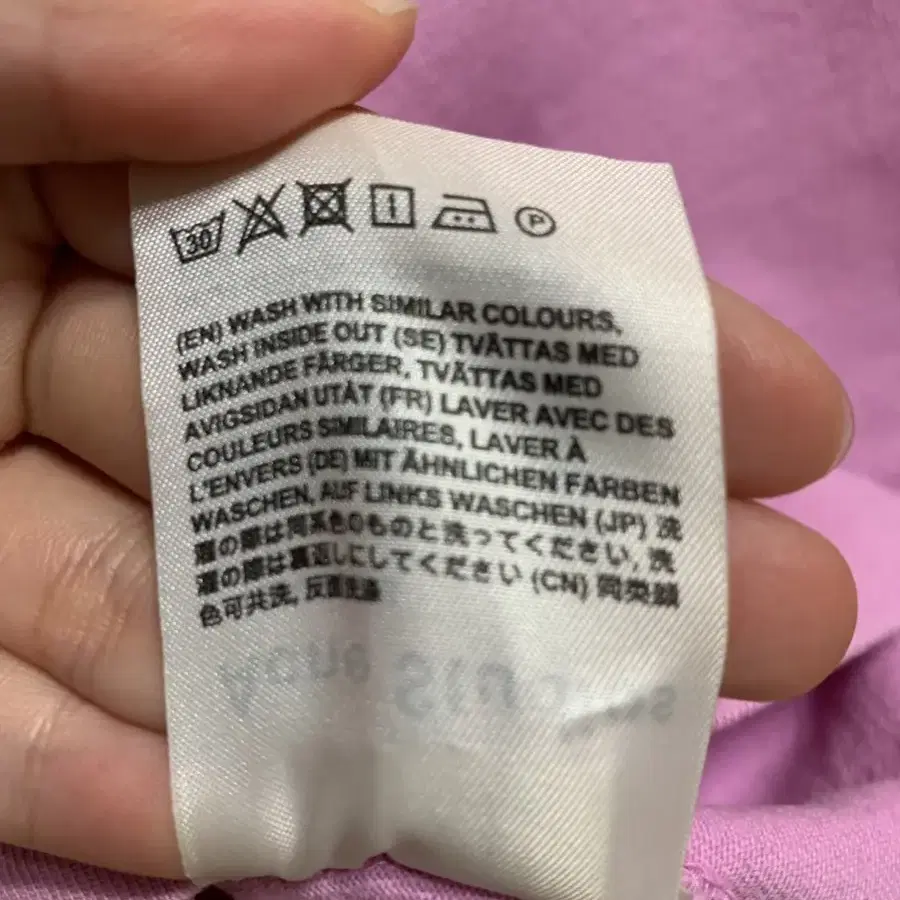 30 P
(EN) WASH WITH SIMILAR COLOURS,
WASH INSIDE OUT (SE) TVÄTTAS MED
LIKNANDE FÄRGER, TVÄTTAS MED
AVIGSIDAN UTÅT (FR) LAVER AVEC DES
COULEURS SIMILAIRES, LAVER À
L'ENVERS (DE) MIT ÄHNLICHEN FARBEN
WASCHEN, AUF LINKS WASCHEN (JP) 洗
濯の際は同系色のものと洗ってください, 洗
濯の際は裏返しにしてください (CN) 同类颜
色可共洗, 反面洗涤